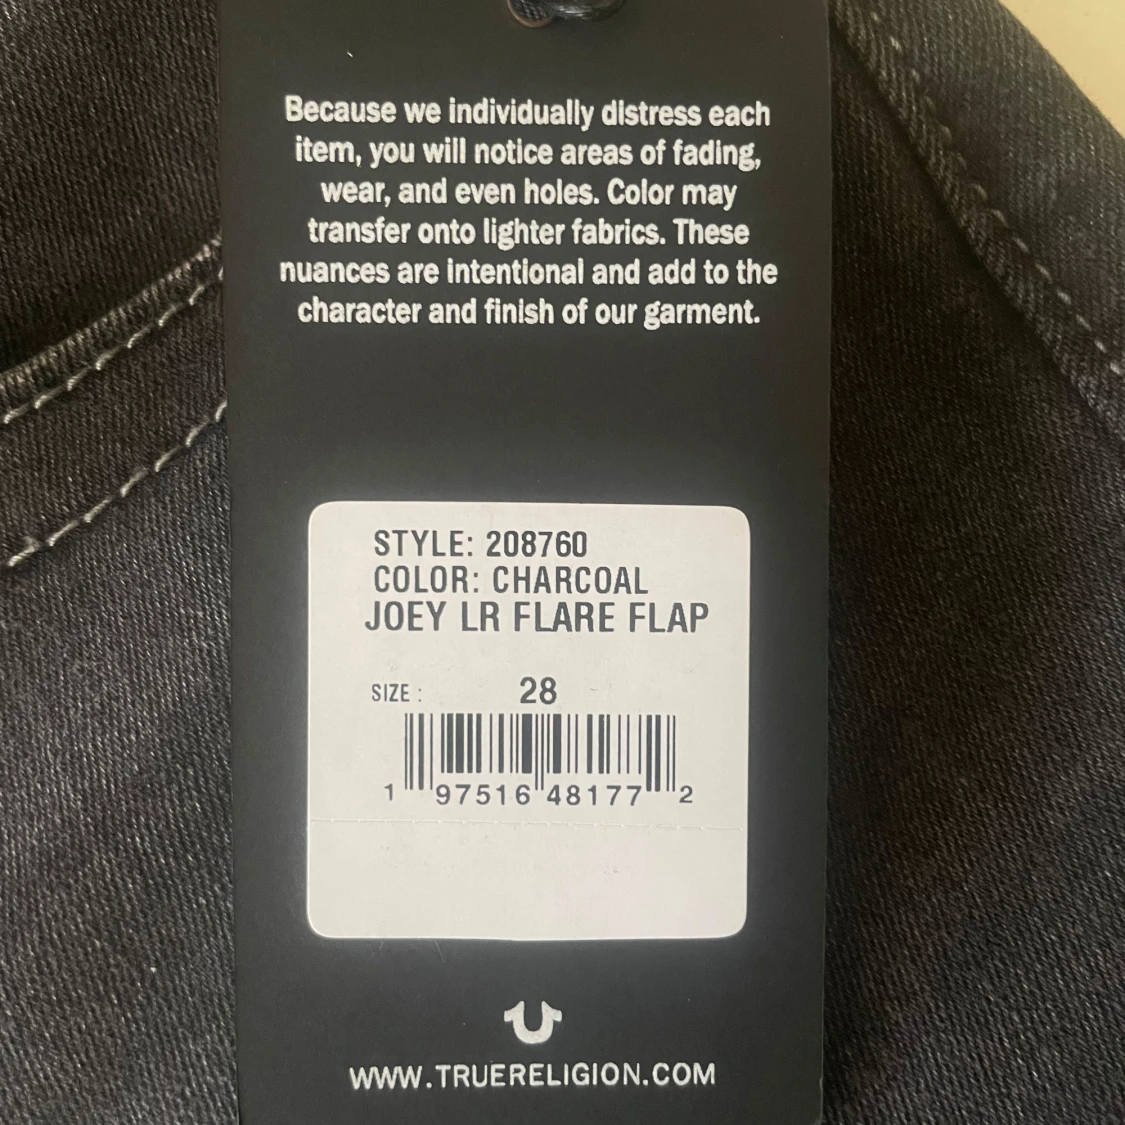 Because we individually distress each
item, you will notice areas of fading,
wear, and even holes. Color may
transfer onto lighter fabrics. These
nuances are intentional and add to the
character and finish of our garment.
STYLE: 208760
COLOR: CHARCOAL
JOEY LR FLARE FLAP
SIZE : 28
1 97516 48177 2
WWW.TRUERELIGION.COM